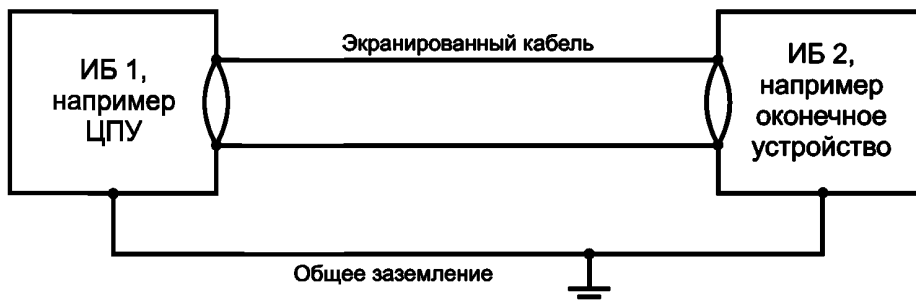 Экранированный кабель
ИБ 1,
например
ЦПУ
ИБ 2,
например
оконечное
устройство
Общее заземление